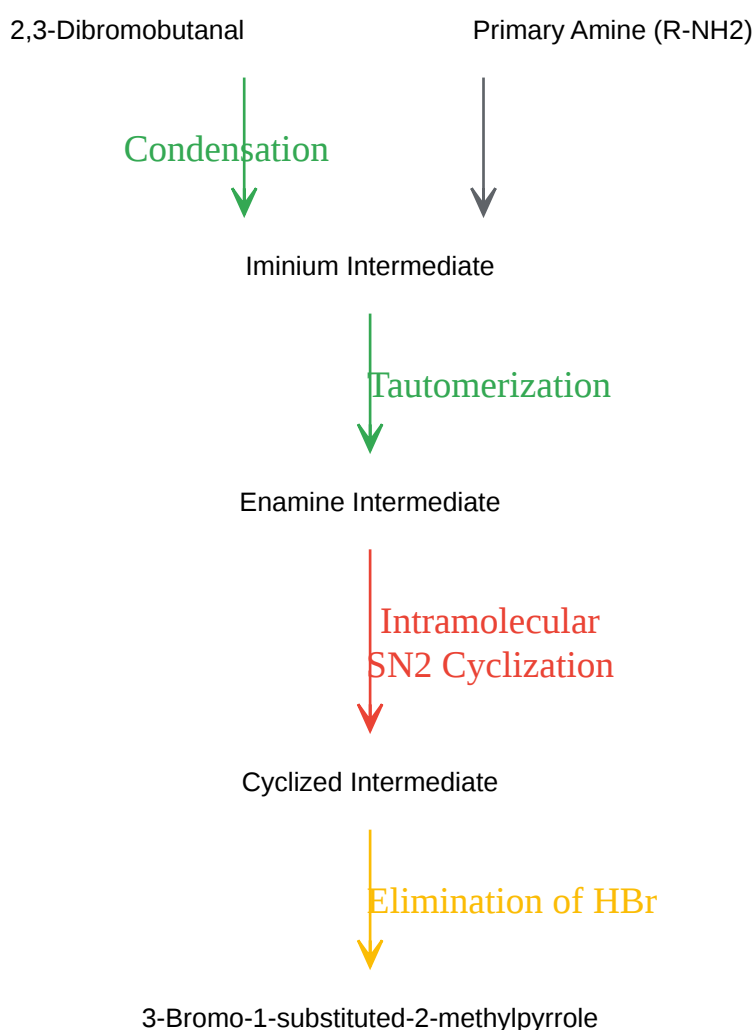 2,3-Dibromobutanal
Primary Amine (R-NH2)
Condensation
Iminium Intermediate
Tautomerization
Enamine Intermediate
Intramolecular
SN2 Cyclization
Cyclized Intermediate
Elimination of HBr
3-Bromo-1-substituted-2-methylpyrrole